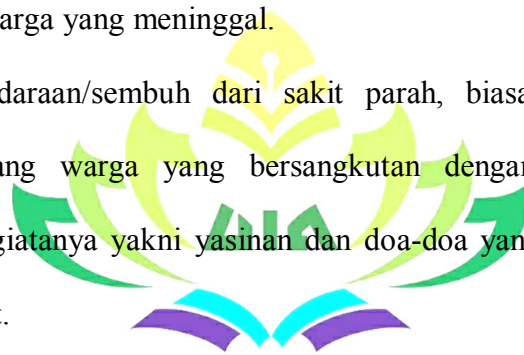 arga yang meninggal.
daraan/sembuh dari sakit parah, biasa
ang warga yang bersangkutan dengan
giatanya yakni yasinan dan doa-doa yan